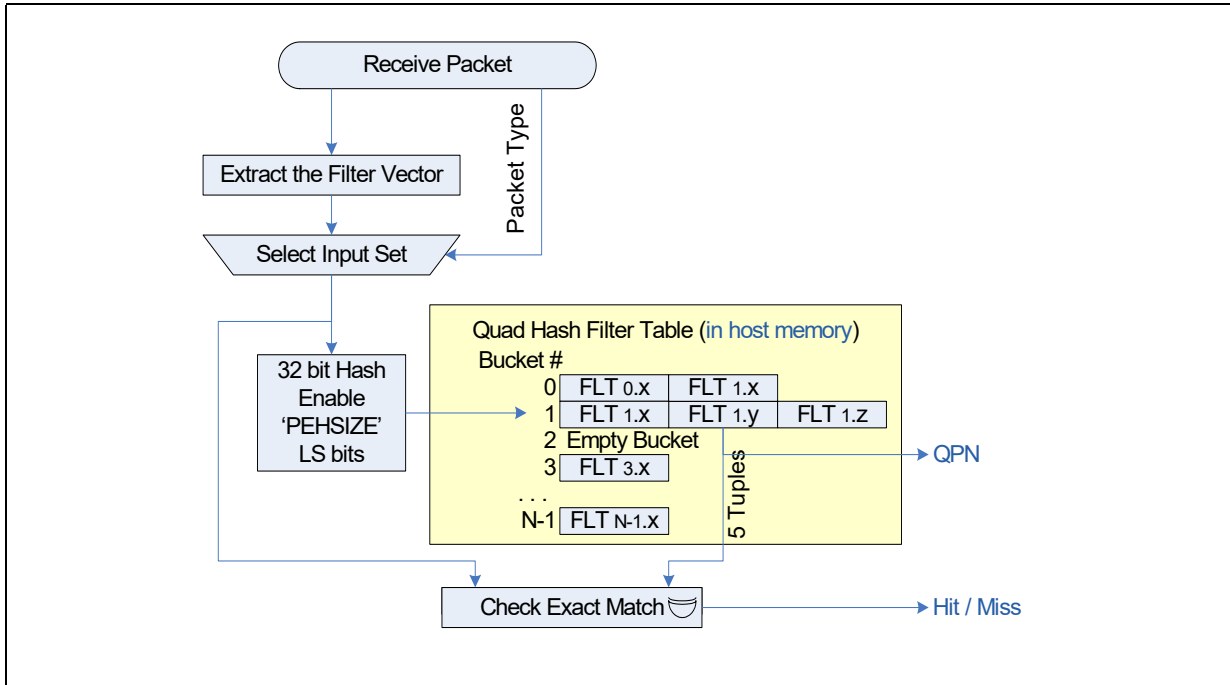 Receive Packet
Packet Type
Extract the Filter Vector
Select Input Set
Quad Hash Filter Table (in host memory)
Bucket #
32 bit Hash
Enable
‘PEHSIZE’
LS bits
0 FLT 0.x FLT 1.x
1 FLT 1.x FLT 1.y FLT 1.z
2 Empty Bucket
3 FLT 3.x
. . .
N-1 FLT N-1.x
5 Tuples
QPN
Check Exact Match
Hit / Miss